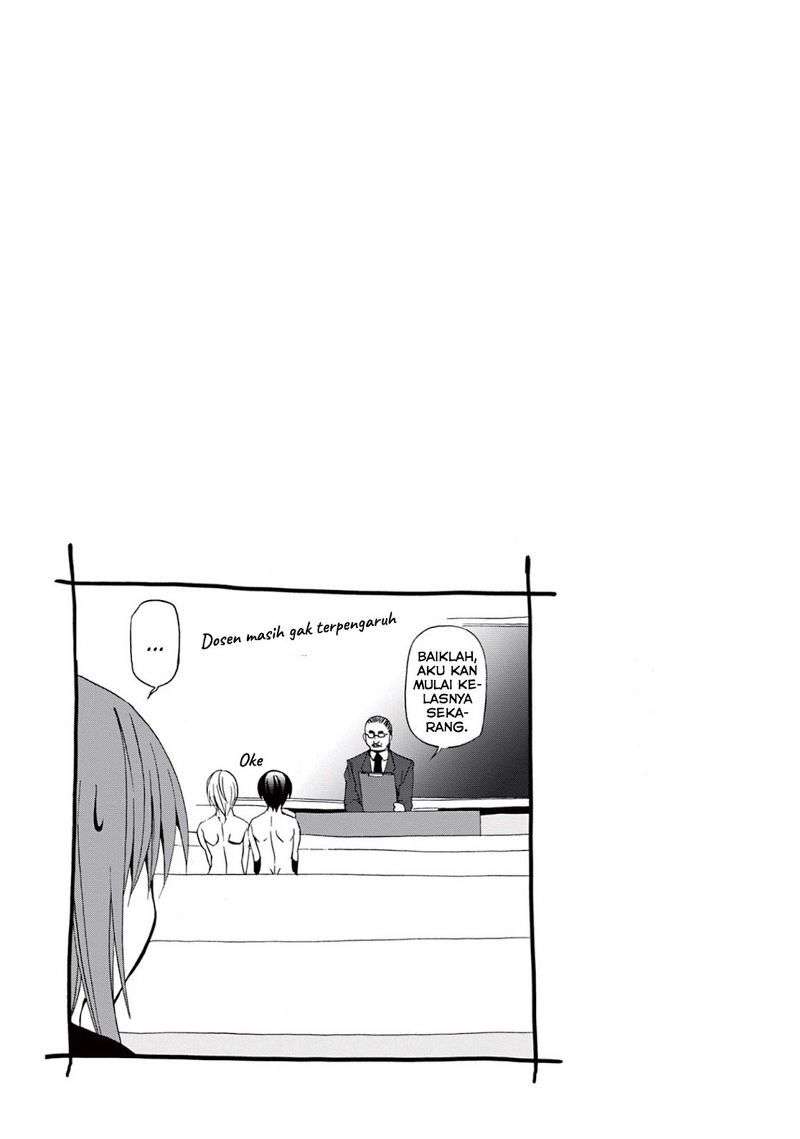 ...
Dosen masih gak terpengaruh
BAIKLAH,
AKU KAN
MULAI KE-
LASNYA
SEKA-
RANG.
Oke